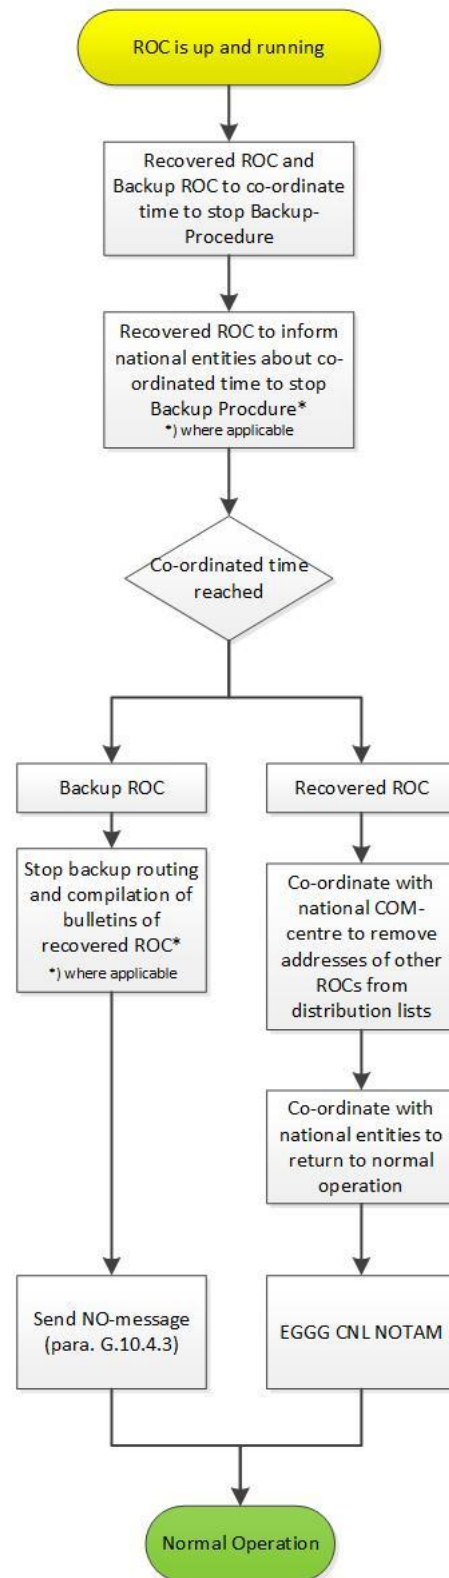 ROC is up and running
Recovered ROC and
Backup ROC to co-ordinate
time to stop Backup-
Procedure
Recovered ROC to inform
national entities about co-
ordinated time to stop
Backup Procdure*
*) where applicable
Co-ordinated time
reached
Backup ROC
Stop backup routing
and compilation of
bulletins of
recovered ROC*
*) where applicable
Send NO-message
(para. G.10.4.3)
Recovered ROC
Co-ordinate with
national COM-
centre to remove
addresses of other
ROCs from
distribution lists
Co-ordinate with
national entities to
return to normal
operation
EGGG CNL NOTAM
Normal Operation